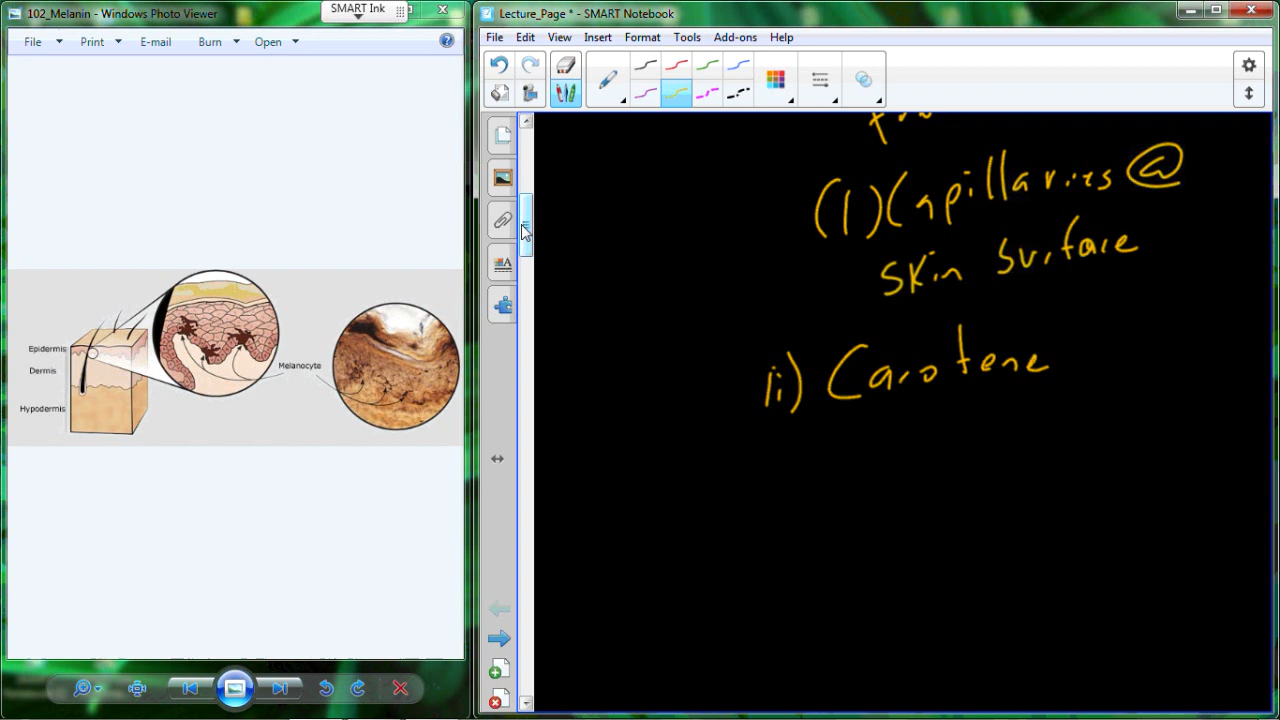 102_Melanin - Windows Photo Viewer
SMART Ink
File Print E-mail Burn Open
Epidermis
Dermis
Hypodermis
Melanocyte
Lecture_Page * - SMART Notebook
File Edit View Insert Format Tools Add-ons Help
(1) Capillaries @
skin surface
ii) Carotene